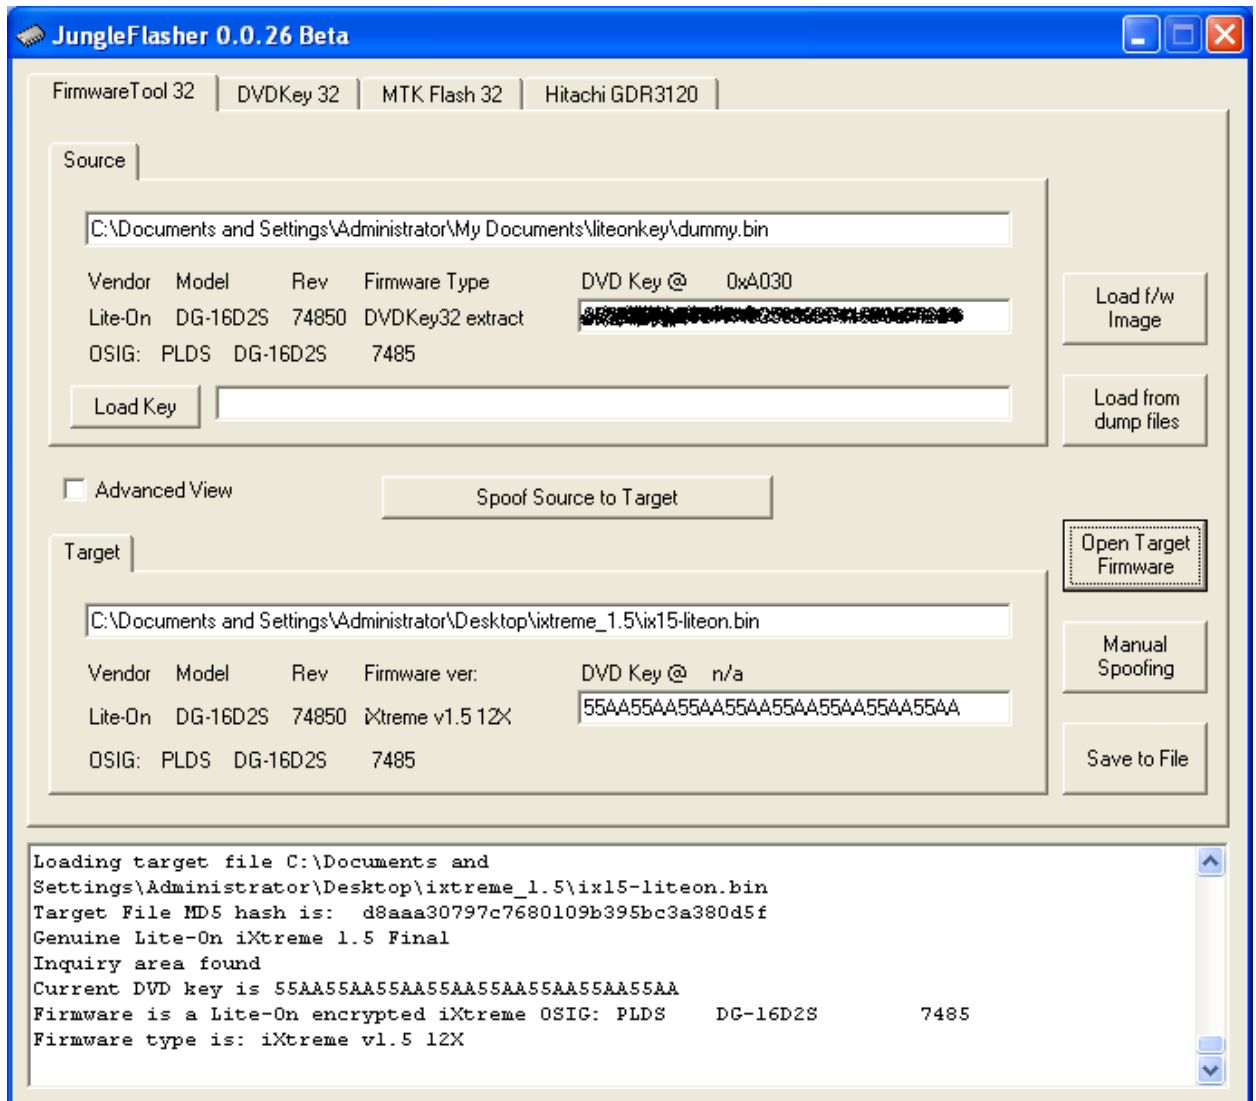 JungleFlasher 0.0.26 Beta
FirmwareTool 32 DVDKey 32 MTK Flash 32 Hitachi GDR3120
Source
C:\Documents and Settings\Administrator\My Documents\liteonkey\dummy.bin
Vendor Model Rev Firmware Type DVD Key @ 0xA030
Lite-On DG-16D2S 74850 DVDKey32 extract
OSIG: PLDS DG-16D2S 7485
Load Key
Load f/w
Image
Load from
dump files
Advanced View
Spoof Source to Target
Target
C:\Documents and Settings\Administrator\Desktop\ixtreme_1.5\ix15-liteon.bin
Vendor Model Rev Firmware ver: DVD Key @ n/a
Lite-On DG-16D2S 74850 iXtreme v1.5 12X 55AA55AA55AA55AA55AA55AA55AA55AA
OSIG: PLDS DG-16D2S 7485
Open Target
Firmware
Manual
Spoofing
Save to File
Loading target file C:\Documents and
Settings\Administrator\Desktop\ixtreme_1.5\ix15-liteon.bin
Target File MD5 hash is: d8aaa30797c7680109b395bc3a380d5f
Genuine Lite-On iXtreme 1.5 Final
Inquiry area found
Current DVD key is 55AA55AA55AA55AA55AA55AA55AA55AA
Firmware is a Lite-On encrypted iXtreme OSIG: PLDS DG-16D2S 7485
Firmware type is: iXtreme v1.5 12X